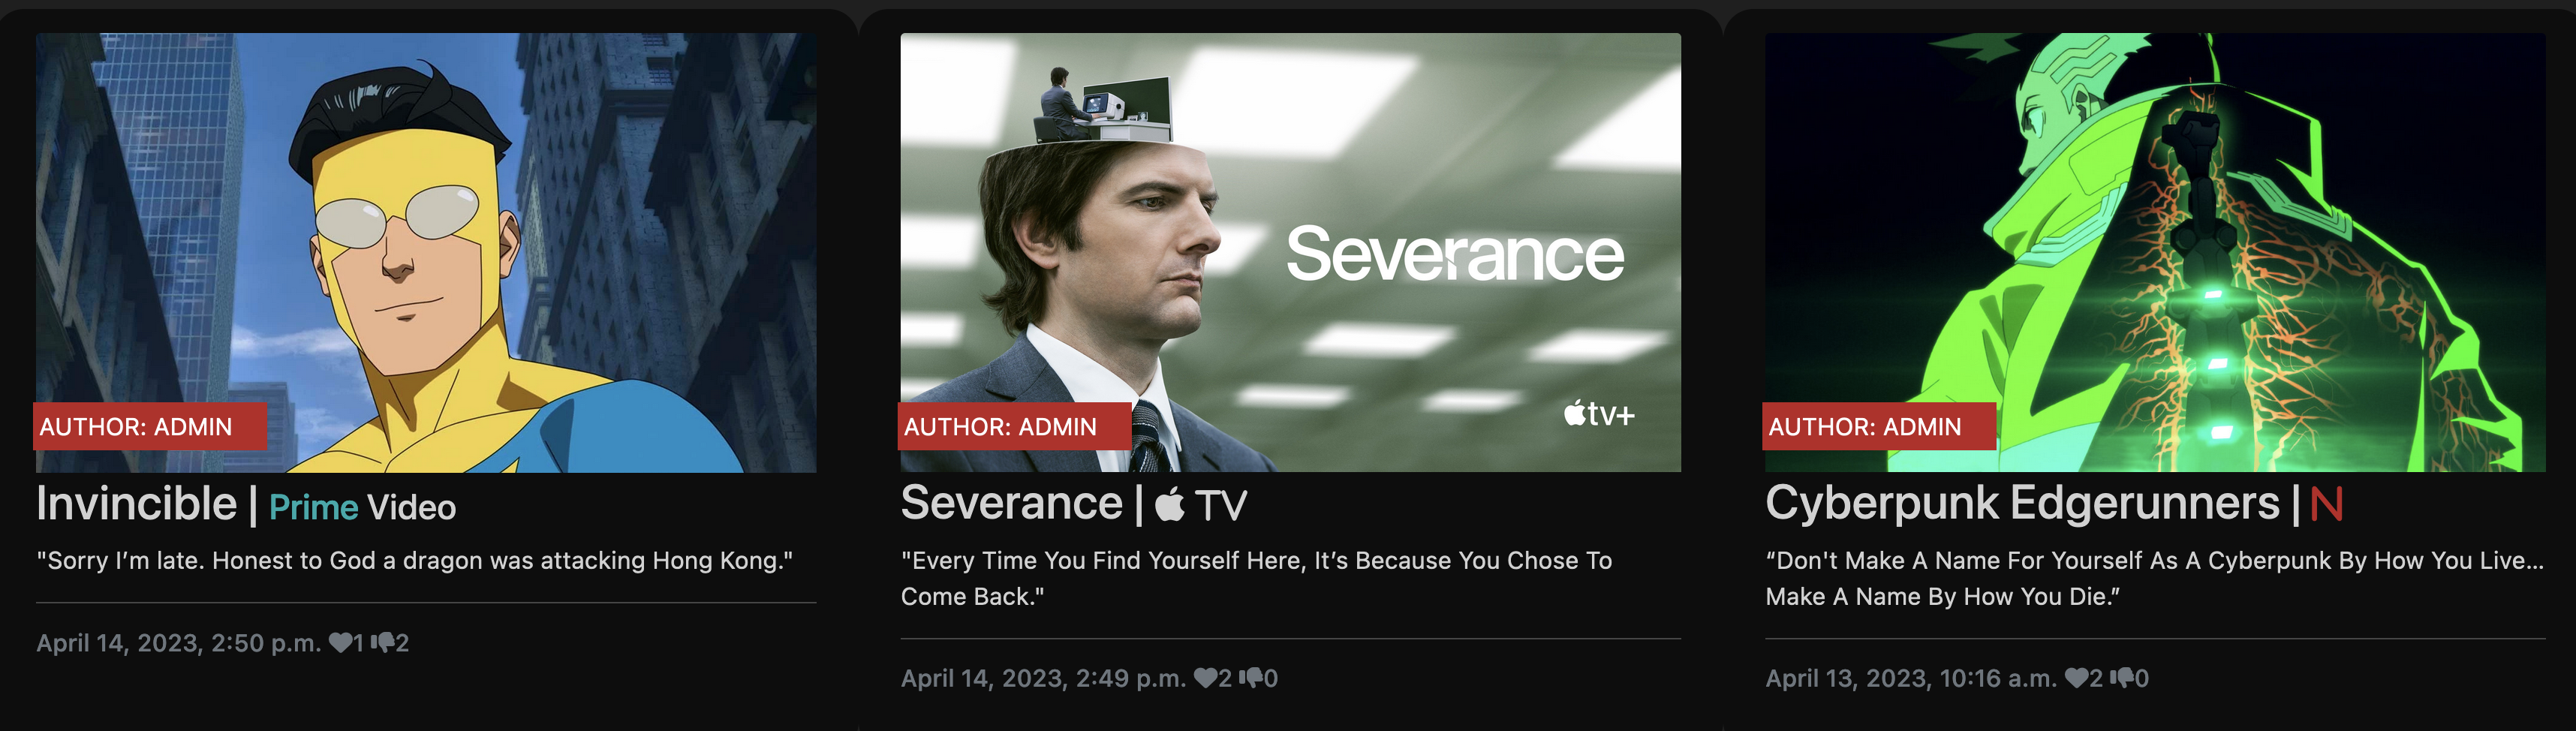 AUTHOR: ADMIN
Invincible | Prime Video
"Sorry I’m late. Honest to God a dragon was attacking Hong Kong."
April 14, 2023, 2:50 p.m. 1 2
Severance
tv+
AUTHOR: ADMIN
Severance | TV
"Every Time You Find Yourself Here, It’s Because You Chose To
Come Back."
April 14, 2023, 2:49 p.m. 2 0
AUTHOR: ADMIN
Cyberpunk Edgerunners | N
“Don't Make A Name For Yourself As A Cyberpunk By How You Live...
Make A Name By How You Die.”
April 13, 2023, 10:16 a.m. 2 0